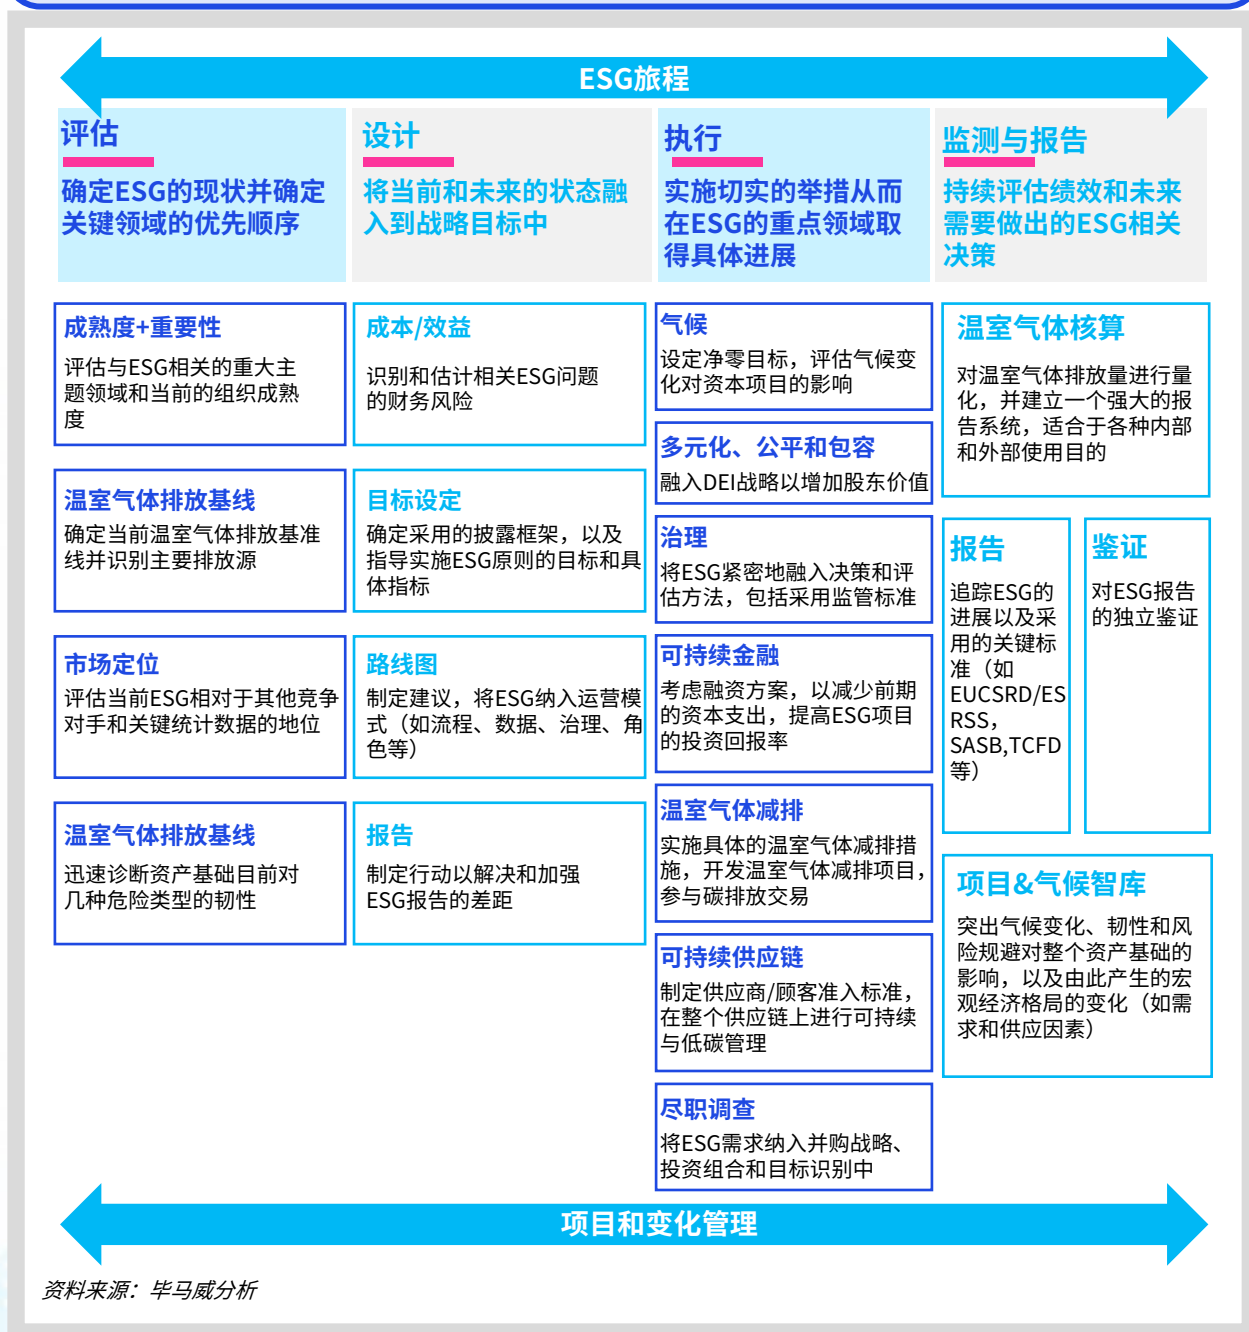 ESG旅程
评估
确定ESG的现状并确定
关键领域的优先顺序
设计
将当前和未来的状态融
入到战略目标中
执行
实施切实的举措从而
在ESG的重点领域取
得具体进展
监测与报告
持续评估绩效和未来
需要做出的ESG相关
决策
成熟度+重要性
评估与ESG相关的重大主
题领域和当前的组织成熟
度
温室气体排放基线
确定当前温室气体排放基准
线并识别主要排放源
市场定位
评估当前ESG相对于其他竞争
对手和关键统计数据的地位
温室气体排放基线
迅速诊断资产基础目前对
几种危险类型的韧性
成本/效益
识别和估计相关ESG问题
的财务风险
目标设定
确定采用的披露框架，以及
指导实施ESG原则的目标和具
体指标
路线图
制定建议，将ESG纳入运营模
式（如流程、数据、治理、角
色等）
报告
制定行动以解决和加强
ESG报告的差距
气候
设定净零目标，评估气候变
化对资本项目的影响
多元化、公平和包容
融入DEI战略以增加股东价值
治理
将ESG紧密地融入决策和评
估方法，包括采用监管标准
可持续金融
考虑融资方案，以减少前期
的资本支出，提高ESG项目
的投资回报率
温室气体减排
实施具体的温室气体减排措
施，开发温室气体减排项目，
参与碳排放交易
可持续供应链
制定供应商/顾客准入标准，
在整个供应链上进行可持续
与低碳管理
尽职调查
将ESG需求纳入并购战略、
投资组合和目标识别中
温室气体核算
对温室气体排放量进行量
化，并建立一个强大的报
告系统，适合于各种内部
和外部使用目的
报告
追踪ESG的
进展以及采
用的关键标
准（如
EUCSRD/ES
RSS，
SASB,TCFD
等）
鉴证
对ESG报告
的独立鉴证
项目&气候智库
突出气候变化、韧性和风
险规避对整个资产基础的
影响，以及由此产生的宏
观经济格局的变化（如需
求和供应因素）
项目和变化管理
资料来源：毕马威分析